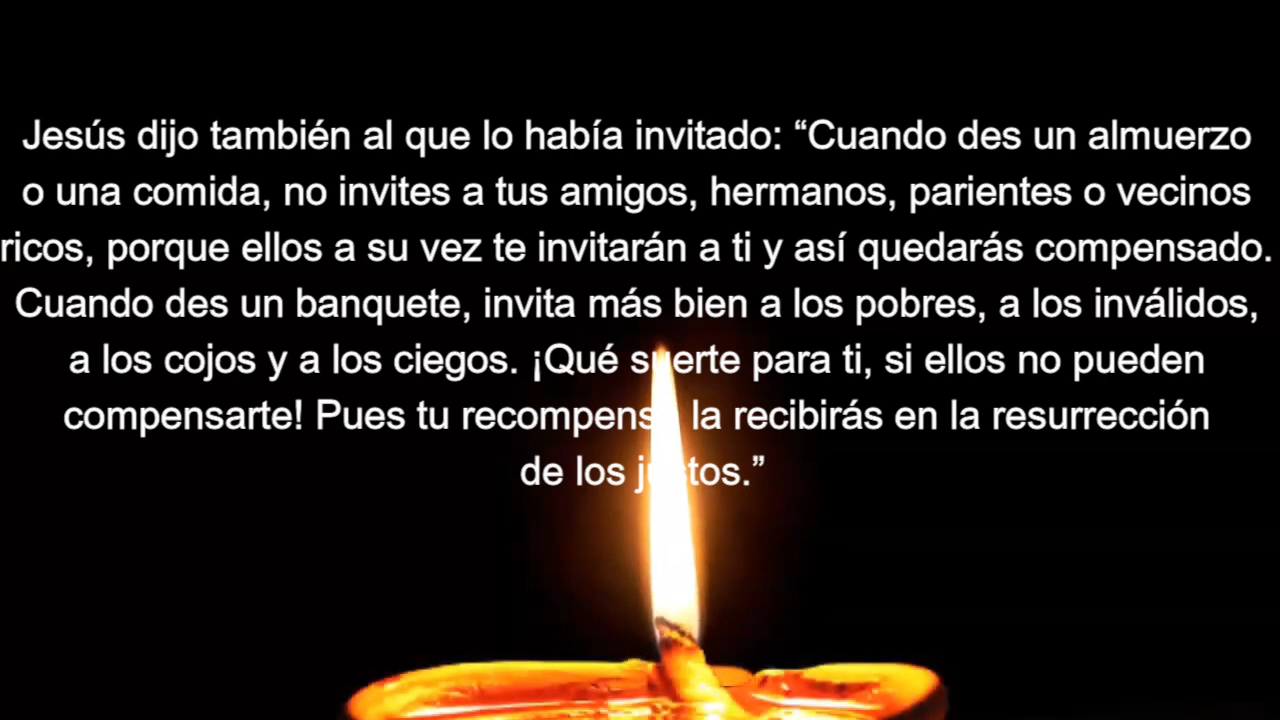 Jesús dijo también al que lo había invitado: “Cuando des un almuerzo
o una comida, no invites a tus amigos, hermanos, parientes o vecinos
ricos, porque ellos a su vez te invitarán a ti y así quedarás compensado.
Cuando des un banquete, invita más bien a los pobres, a los inválidos,
a los cojos y a los ciegos. ¡Qué suerte para ti, si ellos no pueden
compensarte! Pues tu recompensa la recibirás en la resurrección
de los justos.”